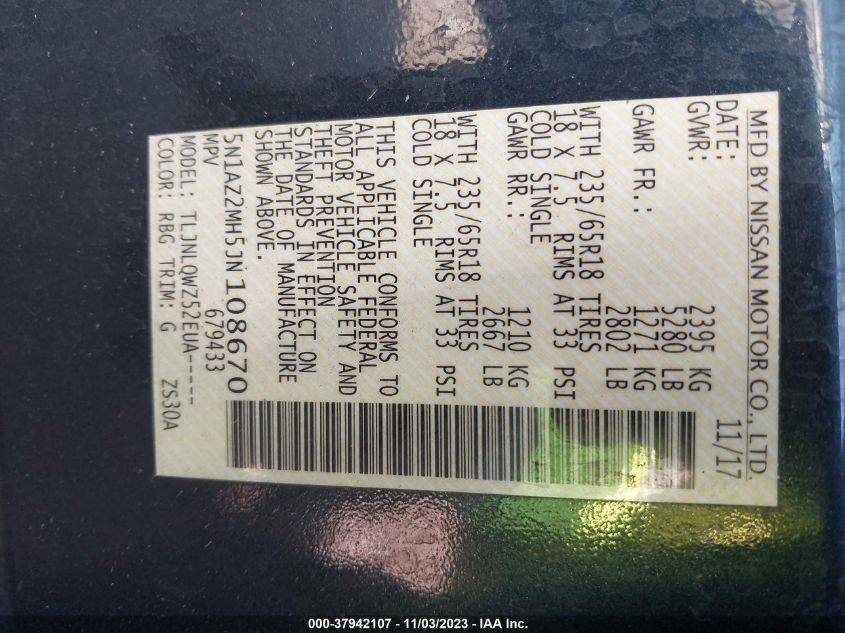 MFD BY NISSAN MOTOR CO., LTD.
DATE: 11/17
GVWR: 2395 KG
5280 LB
GAWR FR.: 1271 KG
2802 LB
WITH 235/65R18 TIRES
18 X 7.5 RIMS AT 33 PSI
COLD SINGLE
GAWR RR.: 1210 KG
2667 LB
WITH 235/65R18 TIRES
18 X 7.5 RIMS AT 33 PSI
COLD SINGLE
THIS VEHICLE CONFORMS TO
ALL APPLICABLE FEDERAL
MOTOR VEHICLE SAFETY AND
THEFT PREVENTION
STANDARDS IN EFFECT ON
THE DATE OF MANUFACTURE
SHOWN ABOVE.
5N1AZ2MH5JN108670
MPV 679433
MODEL: TLJNLQWZ52EUA-----
COLOR: RBG TRIM: G ZS30A
000-37942107 - 11/03/2023 - IAA Inc.